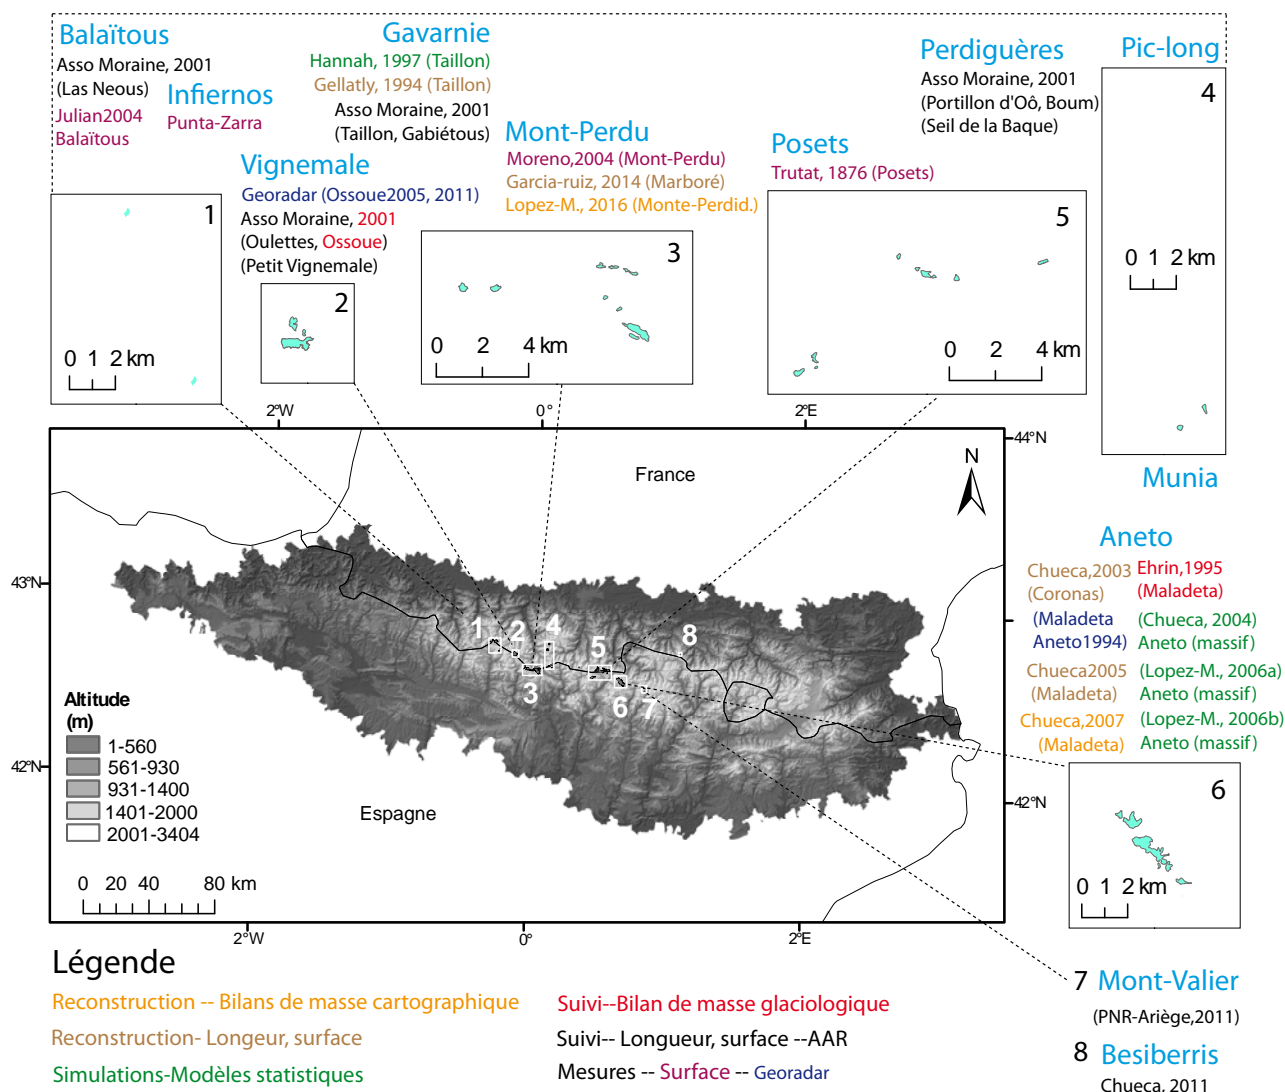 Balaïtous
Asso Moraine, 2001
(Las Neous)
Julian2004
Balaïtous
Infiernos
Punta-Zarra
Gavarnie
Hannah, 1997 (Taillon)
Gellatly, 1994 (Taillon)
Asso Moraine, 2001
(Taillon, Gabiétous)
Vignemale
Georadar (Ossoue2005, 2011)
Asso Moraine, 2001
(Oulettes, Ossoue)
(Petit Vignemale)
Mont-Perdu
Moreno,2004 (Mont-Perdu)
Garcia-ruiz, 2014 (Marboré)
Lopez-M., 2016 (Monte-Perdid.)
Perdiguères
Asso Moraine, 2001
(Portillon d'Oô, Boum)
(Seil de la Baque)
Posets
Trutat, 1876 (Posets)
Pic-long
1
0 1 2 km
2
3
0 2 4 km
5
0 2 4 km
4
0 1 2 km
Munia
2°W
0°
2°E
44°N
France
N
43°N
1
2
4
5
8
3
6
7
Altitude
(m)
1-560
561-930
931-1400
1401-2000
2001-3404
42°N
42°N
Espagne
0 20 40 80 km
2°W
0°
2°E
Aneto
Chueca,2003
(Coronas)
Ehrin,1995
(Maladeta)
(Maladeta
Aneto1994)
(Chueca, 2004)
Aneto (massif)
Chueca2005
(Maladeta)
(Lopez-M., 2006a)
Aneto (massif)
Chueca,2007
(Maladeta)
(Lopez-M., 2006b)
Aneto (massif)
6
0 1 2 km
7 Mont-Valier
(PNR-Ariège,2011)
8 Besiberris
Chueca, 2011
Légende
Reconstruction -- Bilans de masse cartographique
Reconstruction- Longeur, surface
Simulations-Modèles statistiques
Suivi--Bilan de masse glaciologique
Suivi-- Longueur, surface --AAR
Mesures -- Surface -- Georadar